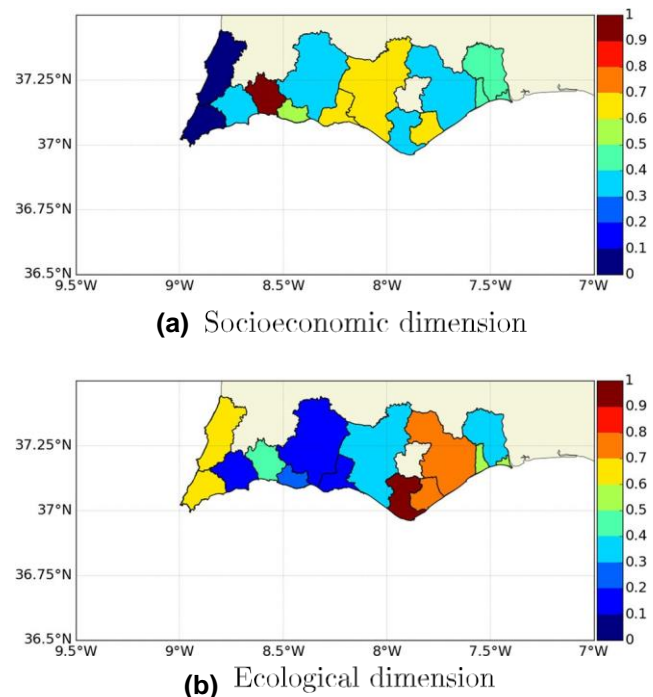 1
0.9
0.8
0.7
0.6
0.5
0.4
0.3
0.2
0.1
0
37.25°N
37°N
36.75°N
36.5°N
9.5°W 9°W 8.5°W 8°W 7.5°W 7°W
(a) Socioeconomic dimension
1
0.9
0.8
0.7
0.6
0.5
0.4
0.3
0.2
0.1
0
37.25°N
37°N
36.75°N
36.5°N
9.5°W 9°W 8.5°W 8°W 7.5°W 7°W
(b) Ecological dimension